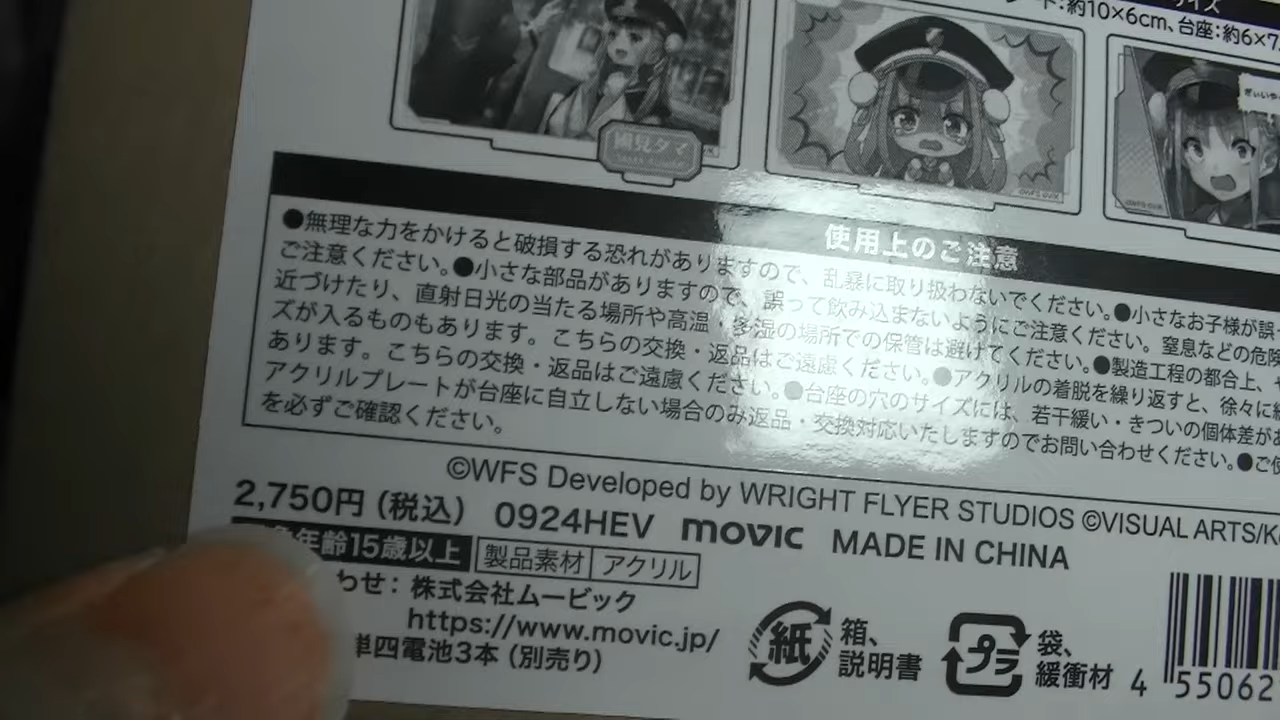 サイズ
ド:約10×6cm、台座:約6×7
國見タマ
ぎぃぃや
©WFS ©V/K
使用上のご注意
●無理な力をかけると破損する恐れがありますので、乱暴に取り扱わないでください。●小さなお子様が誤
ご注意ください。●小さな部品がありますので、誤って飲み込まないようにご注意ください。窒息などの危険
近づけたり、直射日光の当たる場所や高温・多湿の場所での保管は避けてください。●製造工程の都合上、
ズが入るものもあります。こちらの交換・返品はご遠慮ください。●アクリルの着脱を繰り返すと、徐々に緩
あります。こちらの交換・返品はご遠慮ください。●台座の穴のサイズには、若干緩い・きついの個体差があ
アクリルプレートが台座に自立しない場合のみ返品・交換対応いたしますのでお問い合わせください。●ご使
を必ずご確認ください。
©WFS Developed by WRIGHT FLYER STUDIOS ©VISUAL ARTS/K
2,750円(税込) 0924HEV movic MADE IN CHINA
年齢15歳以上 製品素材 アクリル
わせ:株式会社ムービック
https://www.movic.jp/
単四電池3本(別売り)
紙 箱、説明書
プラ 袋、緩衝材
4 55062